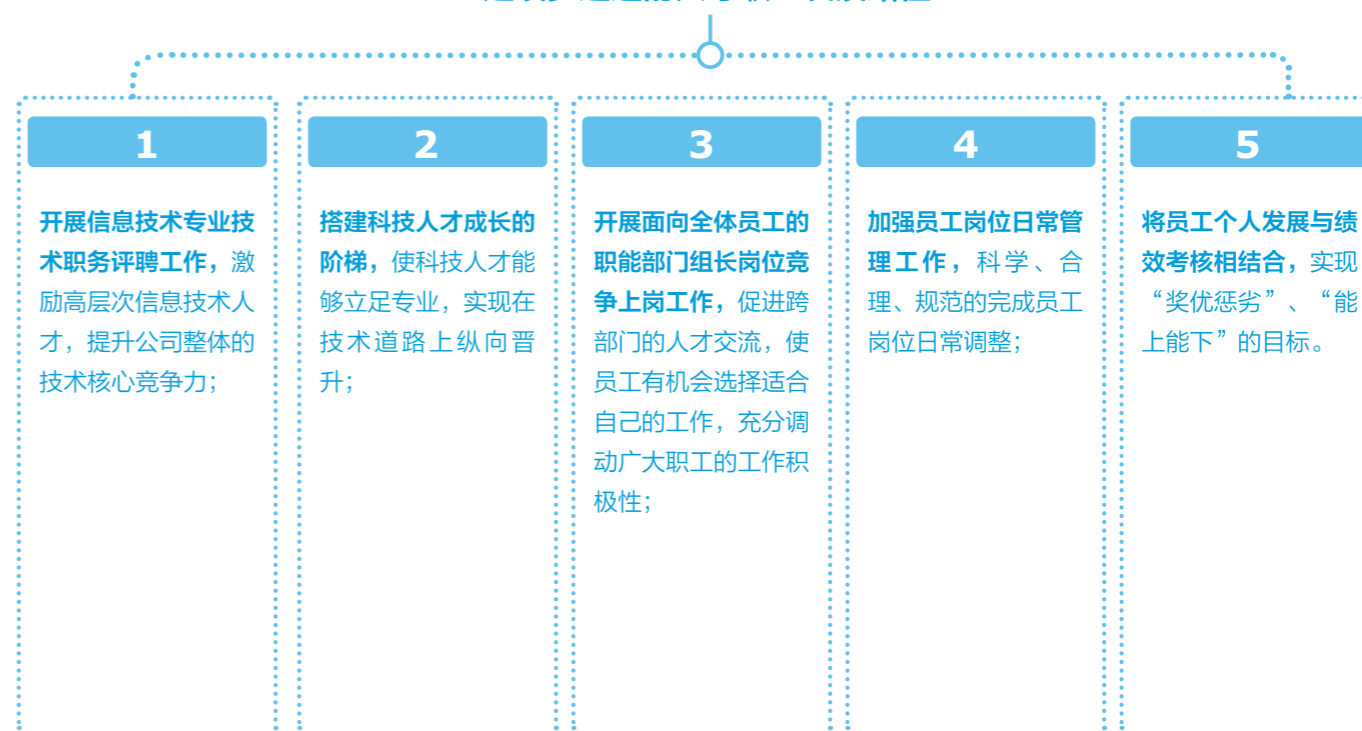 1
开展信息技术专业技
术职务评聘工作，激
励高层次信息技术人
才，提升公司整体的
技术核心竞争力；
2
搭建科技人才成长的
阶梯，使科技人才能
够立足专业，实现在
技术道路上纵向晋
升；
3
开展面向全体员工的
职能部门组长岗位竞
争上岗工作，促进跨
部门的人才交流，使
员工有机会选择适合
自己的工作，充分调
动广大职工的工作积
极性；
4
加强员工岗位日常管
理工作，科学、合
理、规范的完成员工
岗位日常调整；
5
将员工个人发展与绩
效考核相结合，实现
“奖优惩劣”、“能
上能下”的目标。